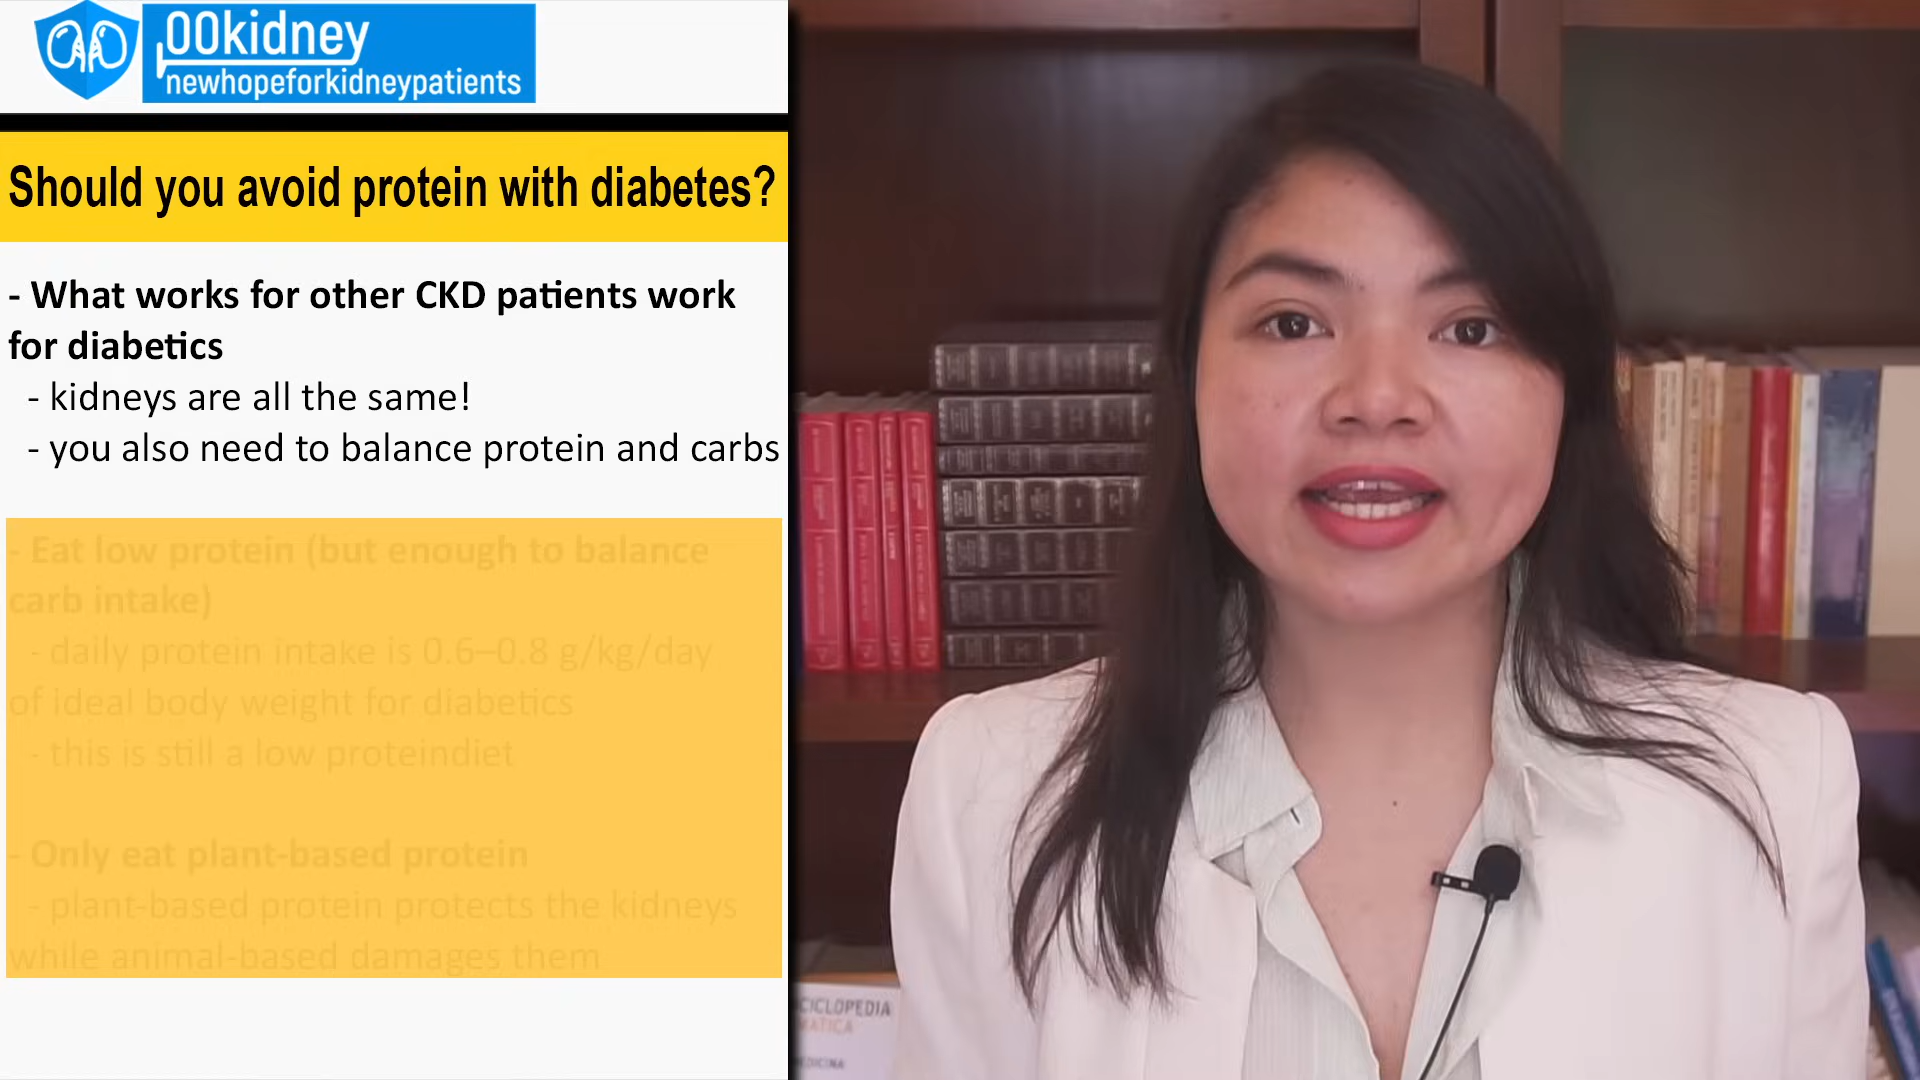 00kidney
newhopeforkidneypatients
Should you avoid protein with diabetes?
- What works for other CKD patients work
for diabetics
- kidneys are all the same!
- you also need to balance protein and carbs
- Eat low protein (but enough to balance
carb intake)
- daily protein intake is 0.6–0.8 g/kg/day
of ideal body weight for diabetics
- this is still a low proteindiet
- Only eat plant-based protein
- plant-based protein protects the kidneys
while animal-based damages them
CICLOPEDIA
MATICA
EDICINA